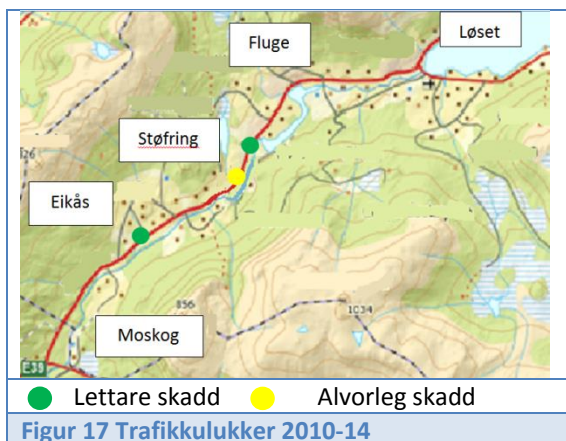 Fluge
Løset
Støfring
Eikås
856
1034
Moskog
E39
Lettare skadd Alvorleg skadd
Figur 17 Trafikkulukker 2010-14